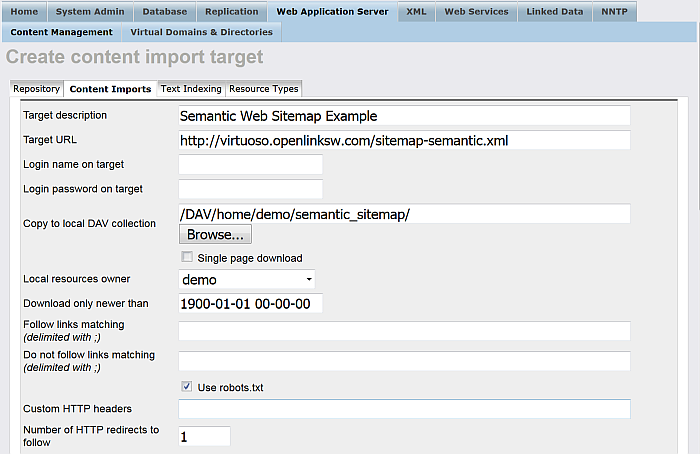 Home System Admin Database Replication Web Application Server XML Web Services Linked Data NNTP
Content Management Virtual Domains & Directories
Create content import target
Repository Content Imports Text Indexing Resource Types
Target description Semantic Web Sitemap Example
Target URL http://virtuoso.openlinksw.com/sitemap-semantic.xml
Login name on target
Login password on target
Copy to local DAV collection /DAV/home/demo/semantic_sitemap/
Browse...
Single page download
Local resources owner demo
Download only newer than 1900-01-01 00-00-00
Follow links matching
(delimited with ;)
Do not follow links matching
(delimited with ;)
Use robots.txt
Custom HTTP headers
Number of HTTP redirects to
follow 1